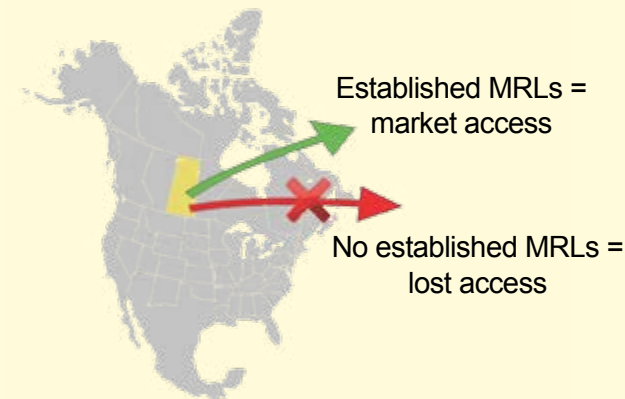 Established MRLs =
market access
No established MRLs =
lost access